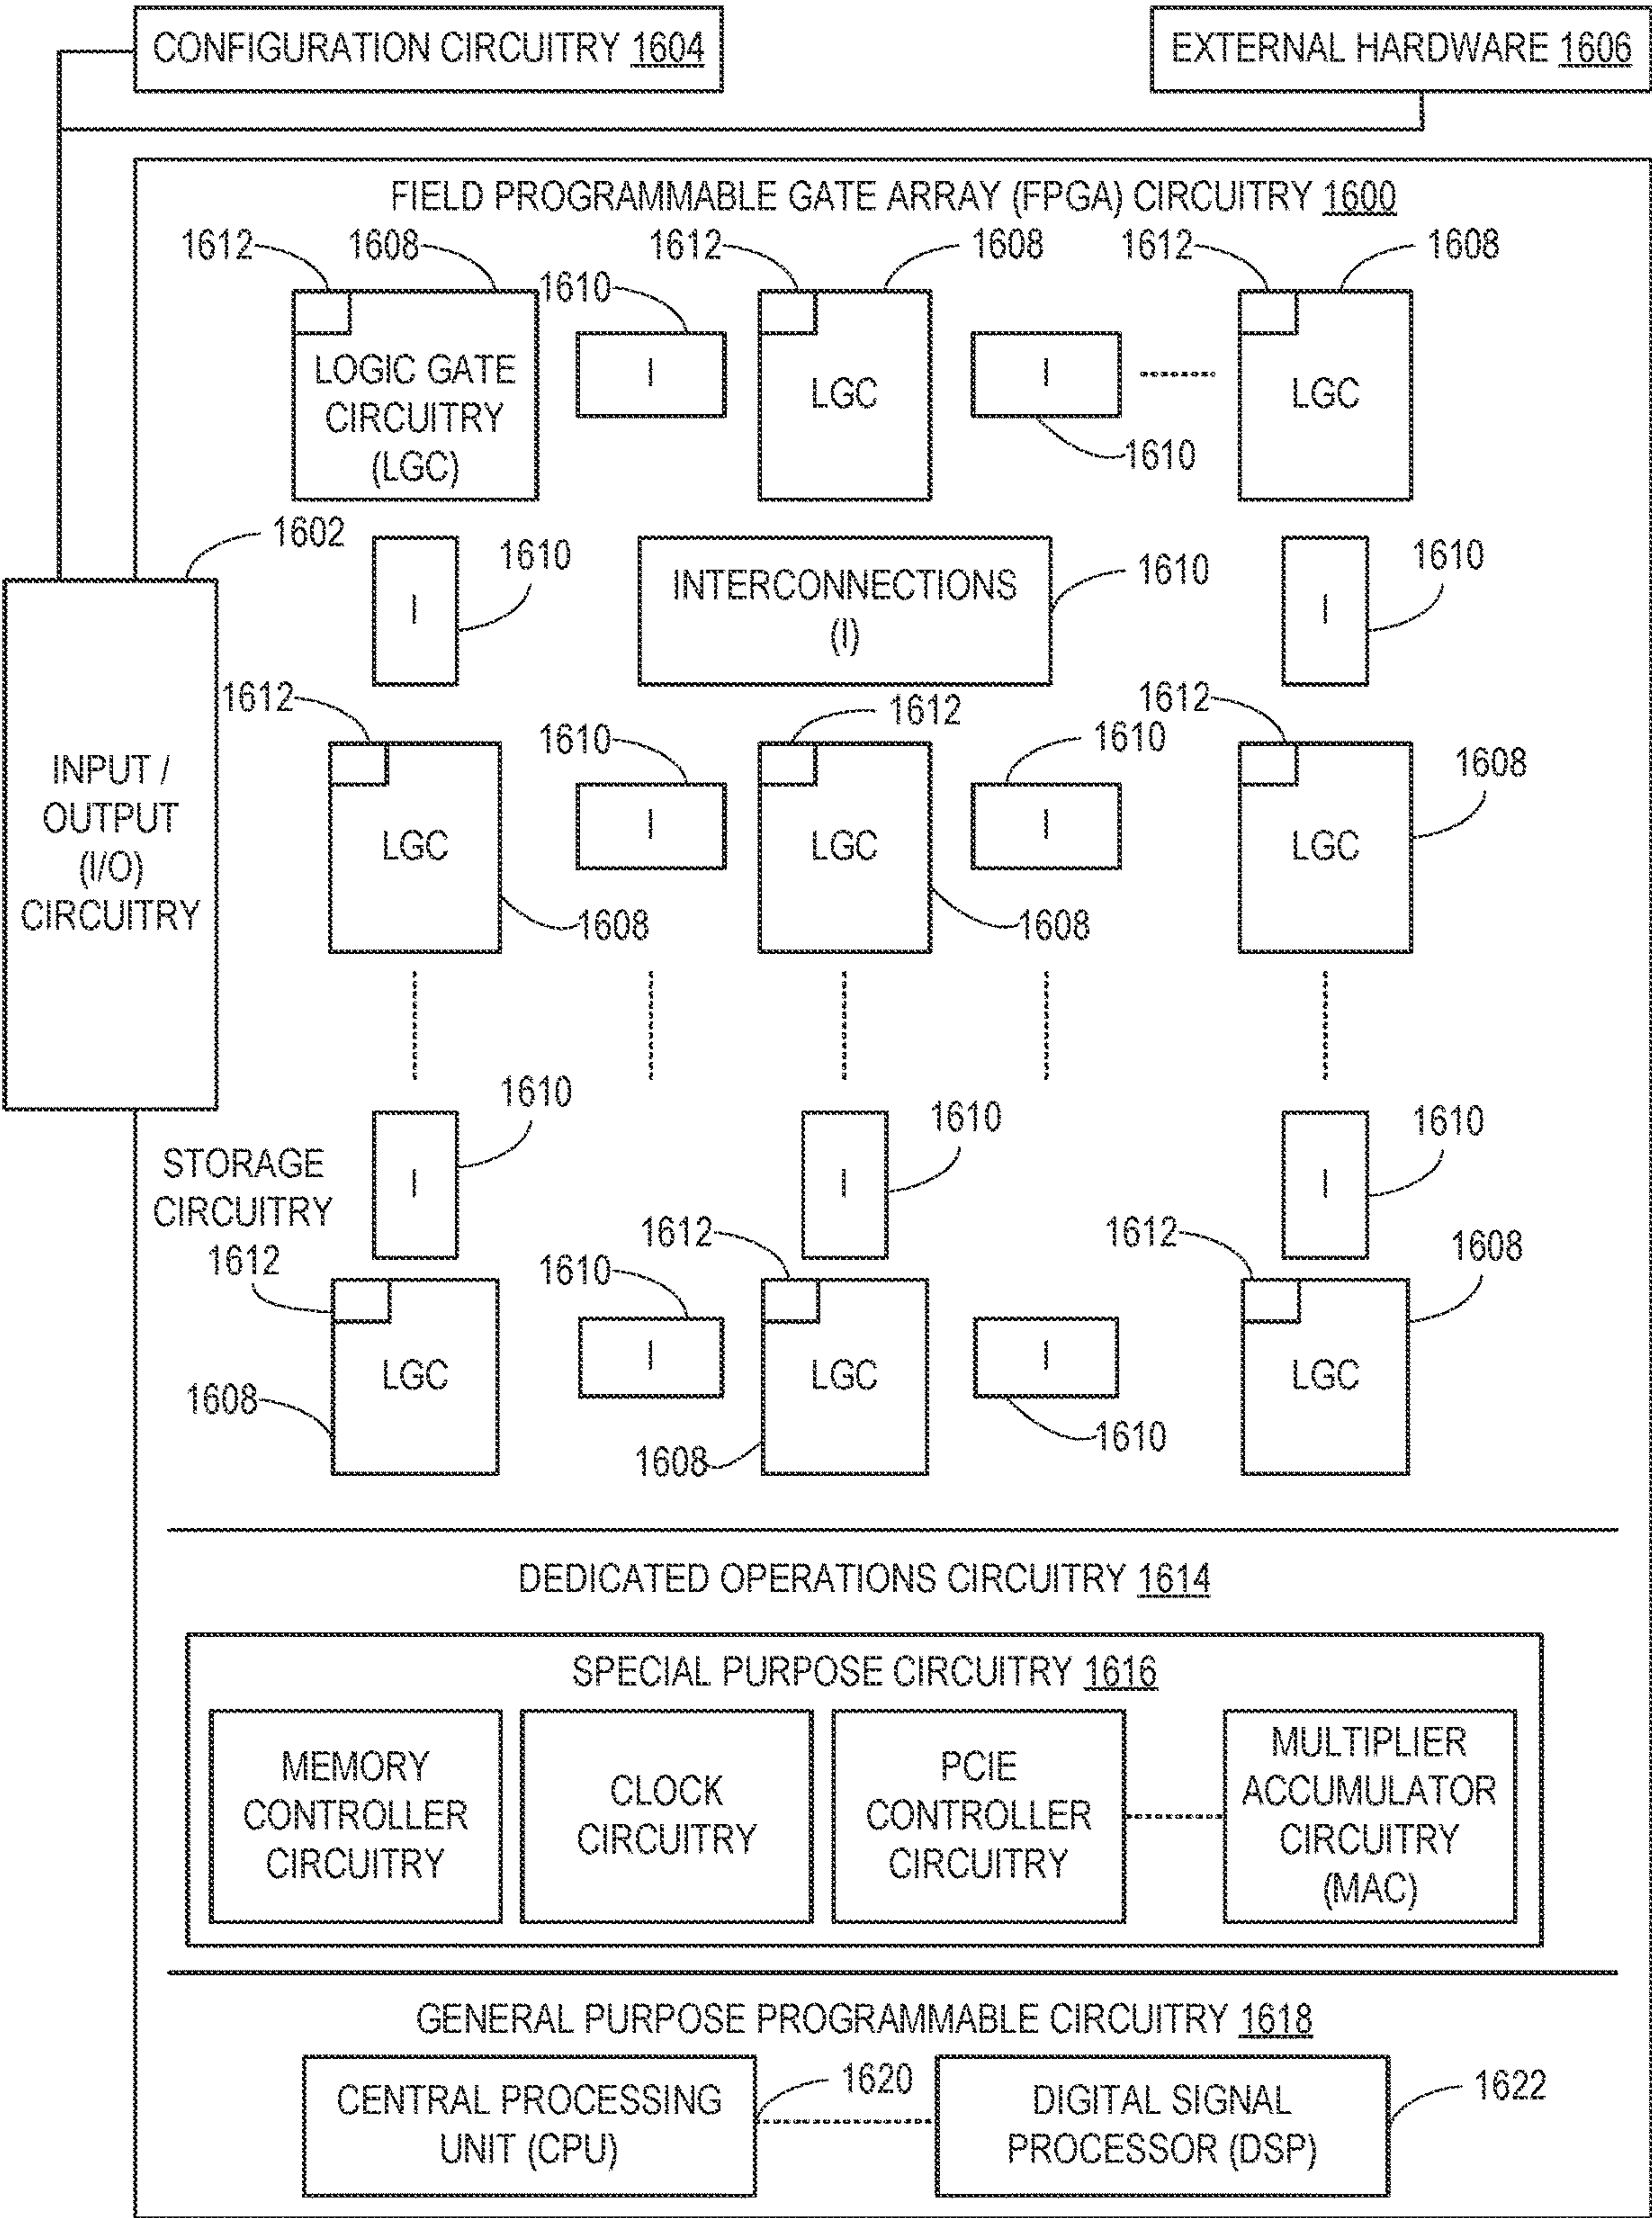 CONFIGURATION CIRCUITRY 1604
EXTERNAL HARDWARE 1606
FIELD PROGRAMMABLE GATE ARRAY (FPGA) CIRCUITRY 1600
1612
1608
1612
1608
1612
1608
1610
LOGIC GATE
CIRCUITRY
(LGC)
I
LGC
I
LGC
1610
1602
1610
INTERCONNECTIONS
(I)
1610
1610
I
I
1612
1610
1612
1610
1612
1608
INPUT /
OUTPUT
(I/O)
CIRCUITRY
LGC
I
LGC
I
LGC
1608
1608
1610
1610
1610
STORAGE
CIRCUITRY
1612
I
I
I
1610
1612
1612
1608
LGC
I
LGC
I
LGC
1608
1608
1610
DEDICATED OPERATIONS CIRCUITRY 1614
SPECIAL PURPOSE CIRCUITRY 1616
MEMORY
CONTROLLER
CIRCUITRY
CLOCK
CIRCUITRY
PCIE
CONTROLLER
CIRCUITRY
MULTIPLIER
ACCUMULATOR
CIRCUITRY
(MAC)
GENERAL PURPOSE PROGRAMMABLE CIRCUITRY 1618
CENTRAL PROCESSING
UNIT (CPU)
1620
DIGITAL SIGNAL
PROCESSOR (DSP)
1622